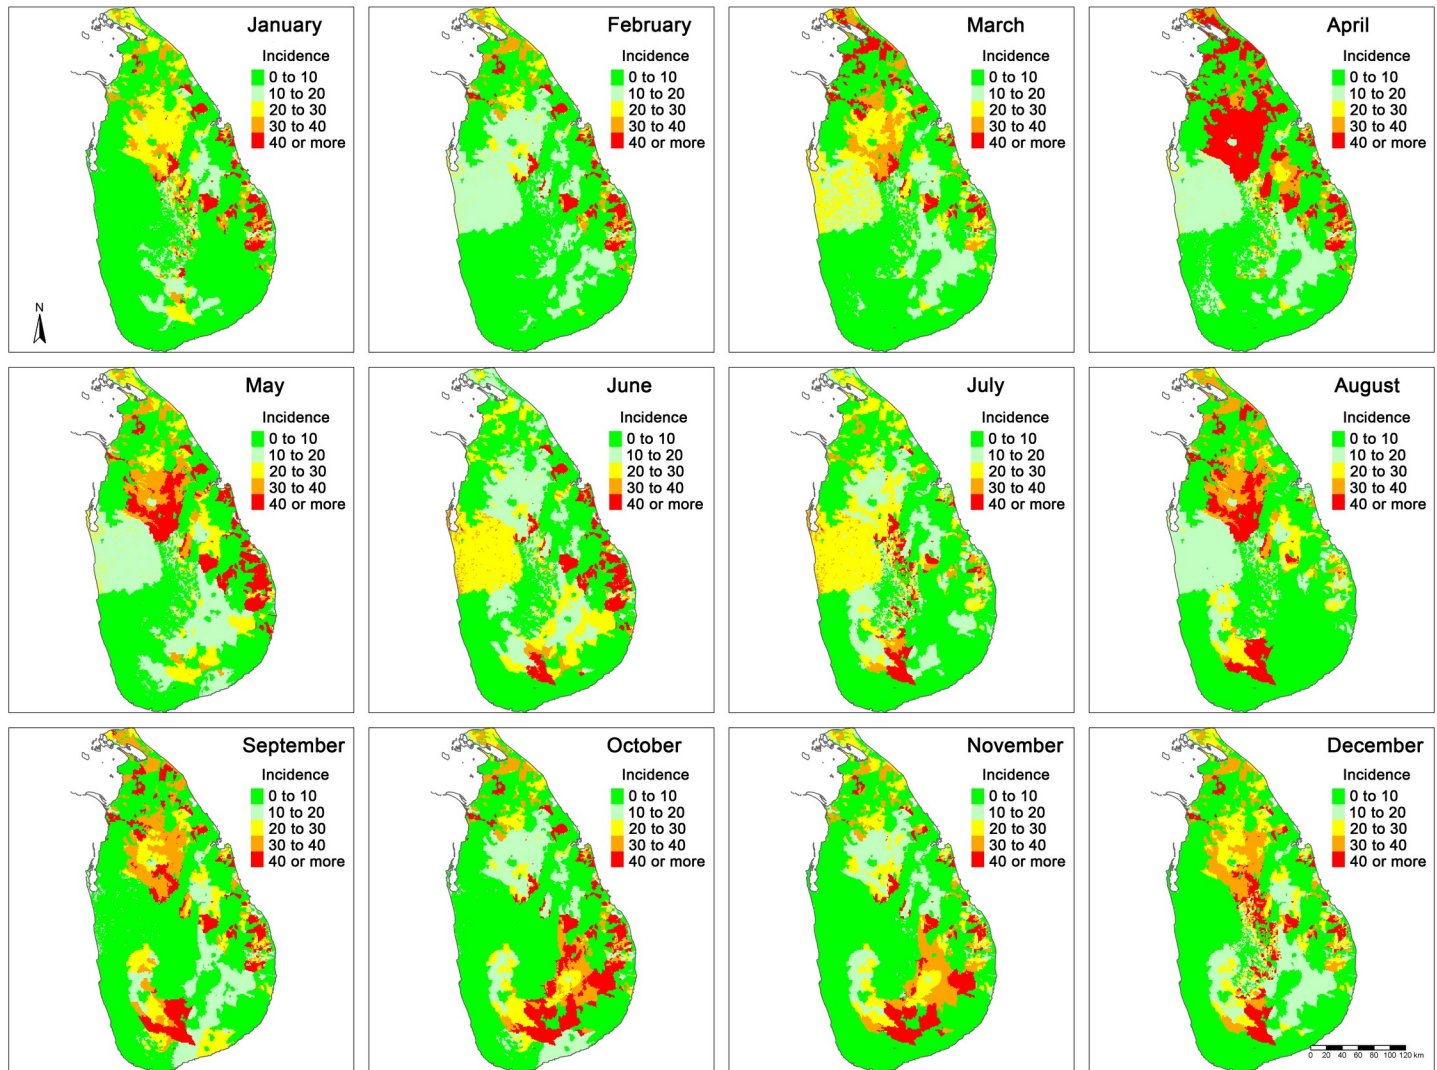 January
Incidence
0 to 10
10 to 20
20 to 30
30 to 40
40 or more
N
February
Incidence
0 to 10
10 to 20
20 to 30
30 to 40
40 or more
March
Incidence
0 to 10
10 to 20
20 to 30
30 to 40
40 or more
April
Incidence
0 to 10
10 to 20
20 to 30
30 to 40
40 or more
May
Incidence
0 to 10
10 to 20
20 to 30
30 to 40
40 or more
June
Incidence
0 to 10
10 to 20
20 to 30
30 to 40
40 or more
July
Incidence
0 to 10
10 to 20
20 to 30
30 to 40
40 or more
August
Incidence
0 to 10
10 to 20
20 to 30
30 to 40
40 or more
September
Incidence
0 to 10
10 to 20
20 to 30
30 to 40
40 or more
October
Incidence
0 to 10
10 to 20
20 to 30
30 to 40
40 or more
November
Incidence
0 to 10
10 to 20
20 to 30
30 to 40
40 or more
December
Incidence
0 to 10
10 to 20
20 to 30
30 to 40
40 or more
0 20 40 60 80 100 120 km